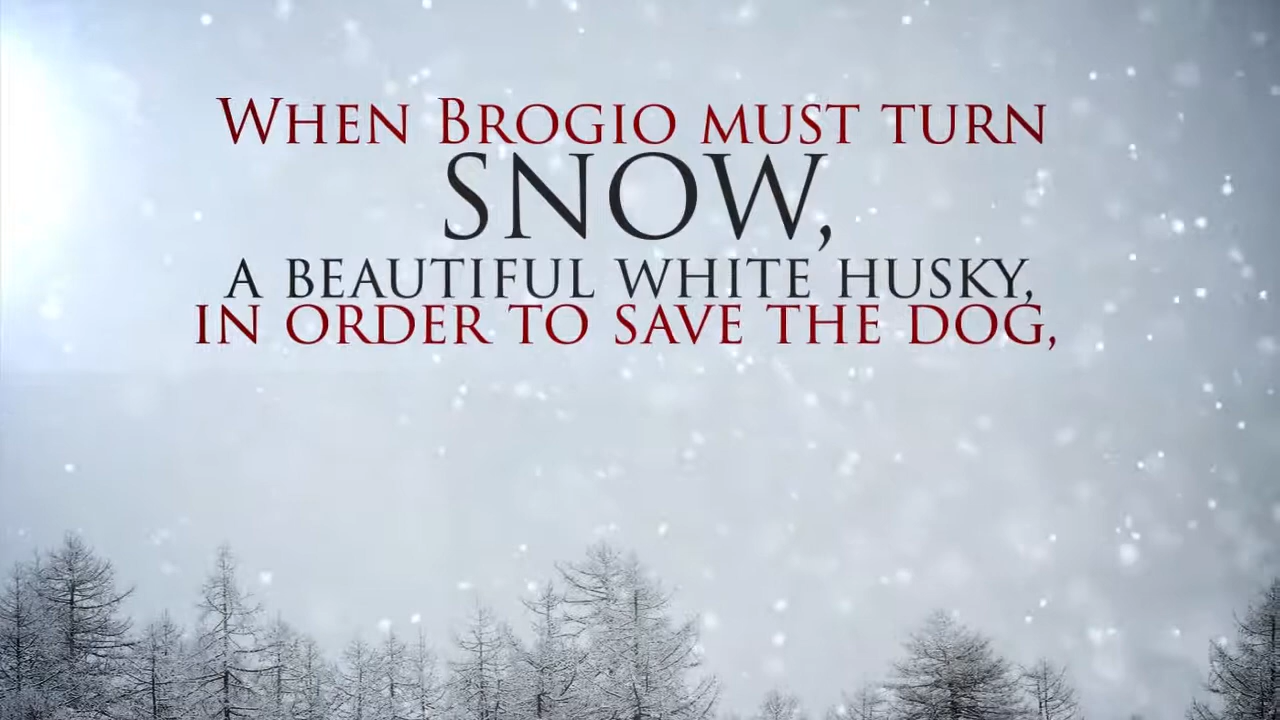 When Brogio must turn
SNOW,
a beautiful white husky,
in order to save the dog,